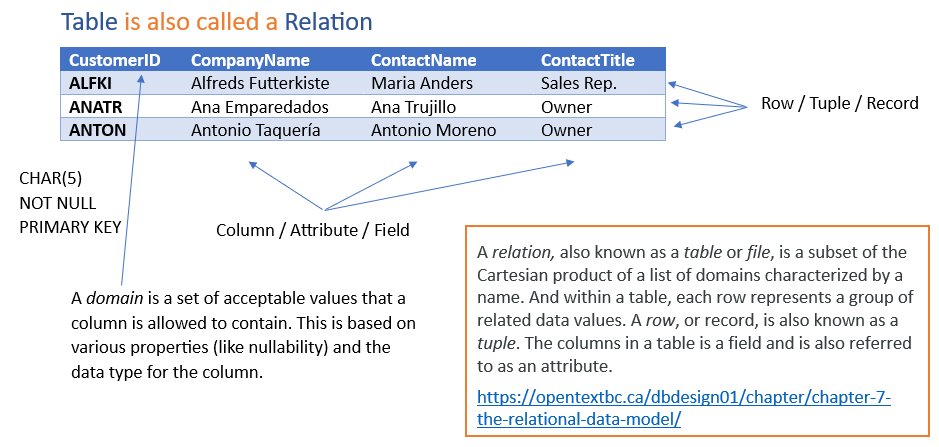 Table is also called a Relation
CustomerID CompanyName ContactName ContactTitle
ALFKI Alfreds Futterkiste Maria Anders Sales Rep.
ANATR Ana Emparedados Ana Trujillo Owner
ANTON Antonio Taquería Antonio Moreno Owner
Row / Tuple / Record
CHAR(5)
NOT NULL
PRIMARY KEY
Column / Attribute / Field
A domain is a set of acceptable values that a
column is allowed to contain. This is based on
various properties (like nullability) and the
data type for the column.
A relation, also known as a table or file, is a subset of the
Cartesian product of a list of domains characterized by a
name. And within a table, each row represents a group of
related data values. A row, or record, is also known as a
tuple. The columns in a table is a field and is also referred
to as an attribute.
https://opentextbc.ca/dbdesign01/chapter/chapter-7-
the-relational-data-model/